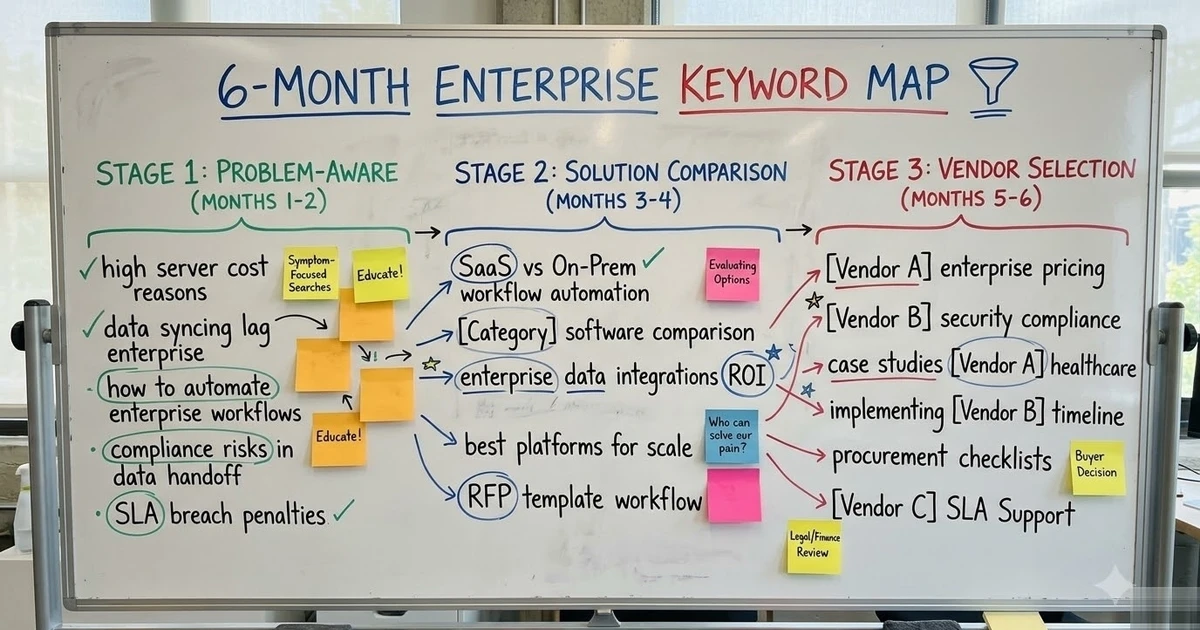 6-MONTH ENTERPRISE KEYWORD MAP
STAGE 1: PROBLEM-AWARE
(MONTHS 1-2)
high server cost
reasons
data syncing lag
enterprise
how to automate
enterprise workflows
compliance risks in
data handoff
SLA breach penalties
Symptom-
Focused
Searches
Educate!
Educate!
STAGE 2: SOLUTION COMPARISON
(MONTHS 3-4)
SaaS vs On-Prem
workflow automation
[Category] software comparison
enterprise data integrations ROI
best platforms for scale
RFP template workflow
Evaluating
Options
Who can
solve our
pain?
STAGE 3: VENDOR SELECTION
(MONTHS 5-6)
[Vendor A] enterprise pricing
[Vendor B] security compliance
case studies [Vendor A] healthcare
implementing [Vendor B] timeline
procurement checklists
[Vendor C] SLA Support
Buyer
Decision
Legal/Finance
Review